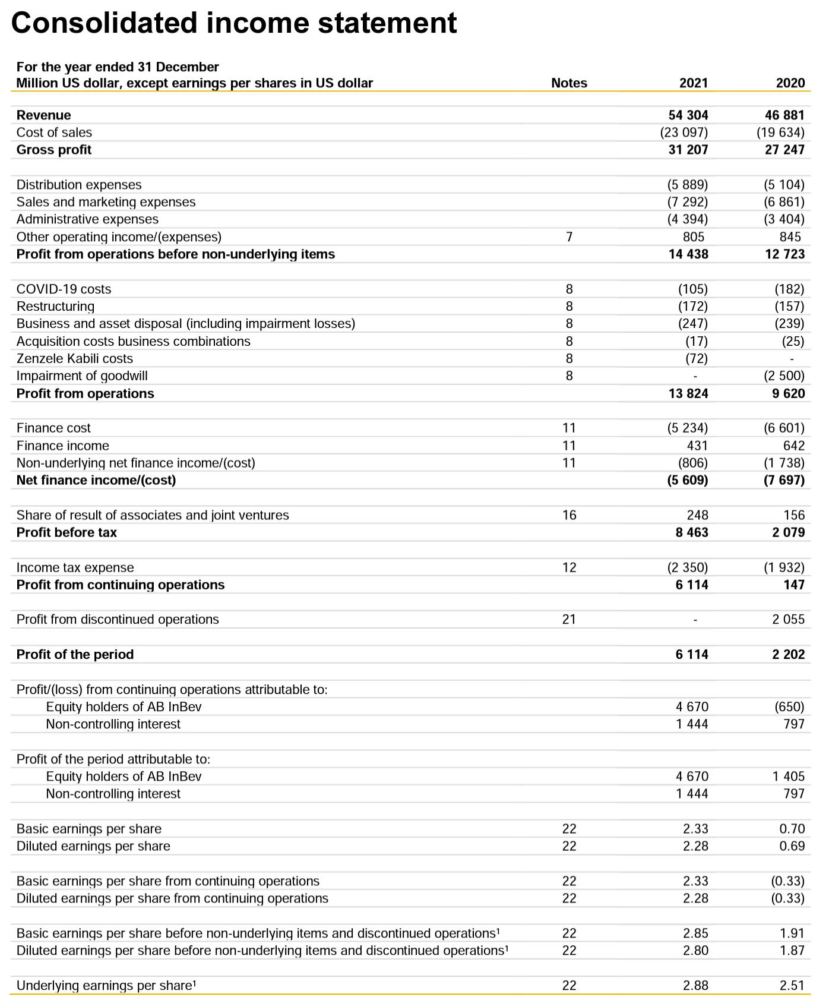 Consolidated income statement
For the year ended 31 December
Million US dollar, except earnings per shares in US dollar Notes 2021 2020
Revenue 54 304 46 881
Cost of sales (23 097) (19 634)
Gross profit 31 207 27 247
Distribution expenses (5 889) (5 104)
Sales and marketing expenses (7 292) (6 861)
Administrative expenses (4 394) (3 404)
Other operating income/(expenses) 7 805 845
Profit from operations before non-underlying items 14 438 12 723
COVID-19 costs 8 (105) (182)
Restructuring 8 (172) (157)
Business and asset disposal (including impairment losses) 8 (247) (239)
Acquisition costs business combinations 8 (17) (25)
Zenzele Kabili costs 8 (72) -
Impairment of goodwill 8 - (2 500)
Profit from operations 13 824 9 620
Finance cost 11 (5 234) (6 601)
Finance income 11 431 642
Non-underlying net finance income/(cost) 11 (806) (1 738)
Net finance income/(cost) (5 609) (7 697)
Share of result of associates and joint ventures 16 248 156
Profit before tax 8 463 2 079
Income tax expense 12 (2 350) (1 932)
Profit from continuing operations 6 114 147
Profit from discontinued operations 21 - 2 055
Profit of the period 6 114 2 202
Profit/(loss) from continuing operations attributable to:
Equity holders of AB InBev 4 670 (650)
Non-controlling interest 1 444 797
Profit of the period attributable to:
Equity holders of AB InBev 4 670 1 405
Non-controlling interest 1 444 797
Basic earnings per share 22 2.33 0.70
Diluted earnings per share 22 2.28 0.69
Basic earnings per share from continuing operations 22 2.33 (0.33)
Diluted earnings per share from continuing operations 22 2.28 (0.33)
Basic earnings per share before non-underlying items and discontinued operations¹ 22 2.85 1.91
Diluted earnings per share before non-underlying items and discontinued operations¹ 22 2.80 1.87
Underlying earnings per share¹ 22 2.88 2.51